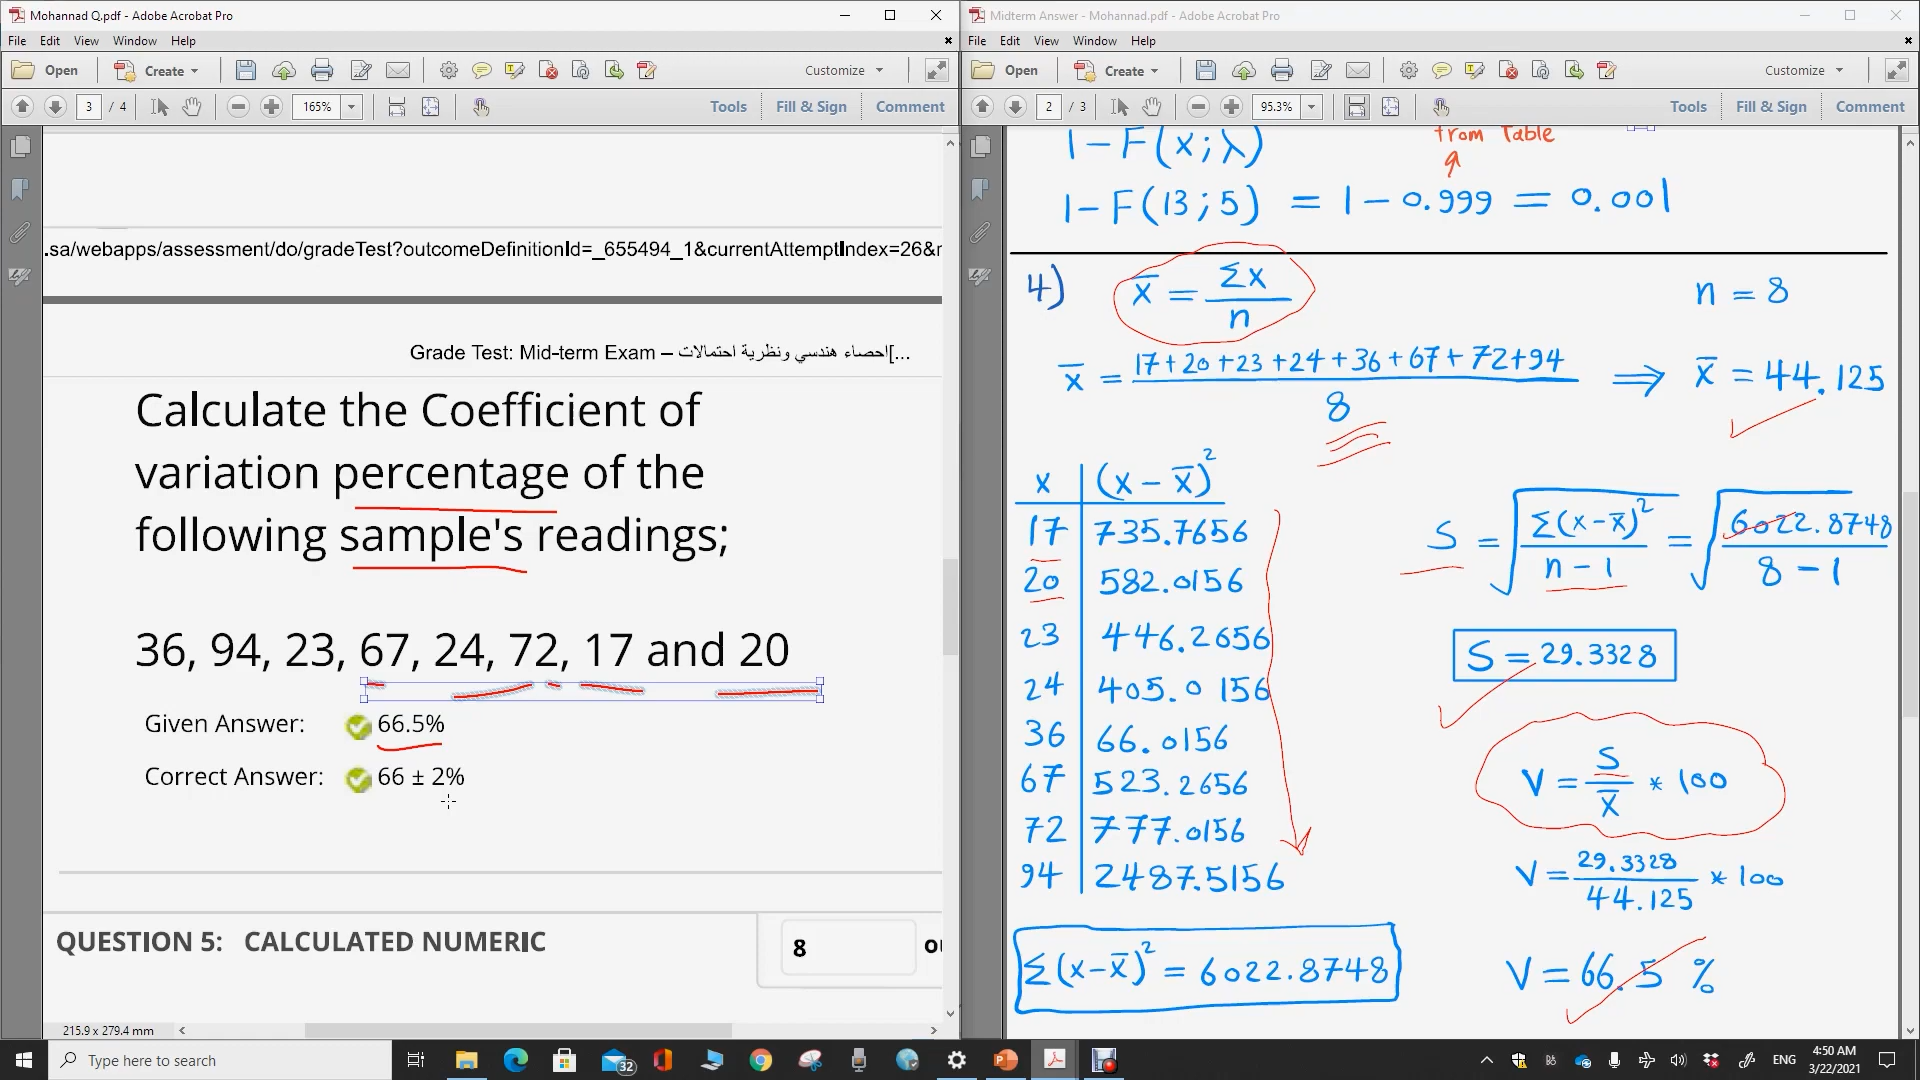 Mohannad Q.pdf - Adobe Acrobat Pro
File Edit View Window Help
Open Create Customize
3 / 4 165% Tools Fill & Sign Comment
.sa/webapps/assessment/do/gradeTest?outcomeDefinitionId=_655494_1&currentAttemptIndex=26&r
Grade Test: Mid-term Exam – احصاء هندسي ونظرية احتمالات[...
Calculate the Coefficient of
variation percentage of the
following sample's readings;
36, 94, 23, 67, 24, 72, 17 and 20
Given Answer: 66.5%
Correct Answer: 66 ± 2%
QUESTION 5: CALCULATED NUMERIC 8
215.9 x 279.4 mm
Midterm Answer - Mohannad.pdf - Adobe Acrobat Pro
File Edit View Window Help
Open Create Customize
2 / 3 95.3% Tools Fill & Sign Comment
from Table
1 - F(x;λ)
1 - F(13;5) = 1 - 0.999 = 0.001
4) x̅ = Σx / n n = 8
x̅ = 17+20+23+24+36+67+72+94 / 8 ⟹ x̅ = 44.125
x (x - x̅)²
17 735.7656
20 582.0156
23 446.2656
24 405.0156
36 66.0156
67 523.2656
72 777.0156
94 2487.5156
Σ(x-x̅)² = 6022.8748
S = √(Σ(x-x̅)² / n-1) = √(6022.8748 / 8-1)
S = 29.3328
V = S / x̅ * 100
V = 29.3328 / 44.125 * 100
V = 66.5 %
Type here to search
32
ENG
4:50 AM
3/22/2021